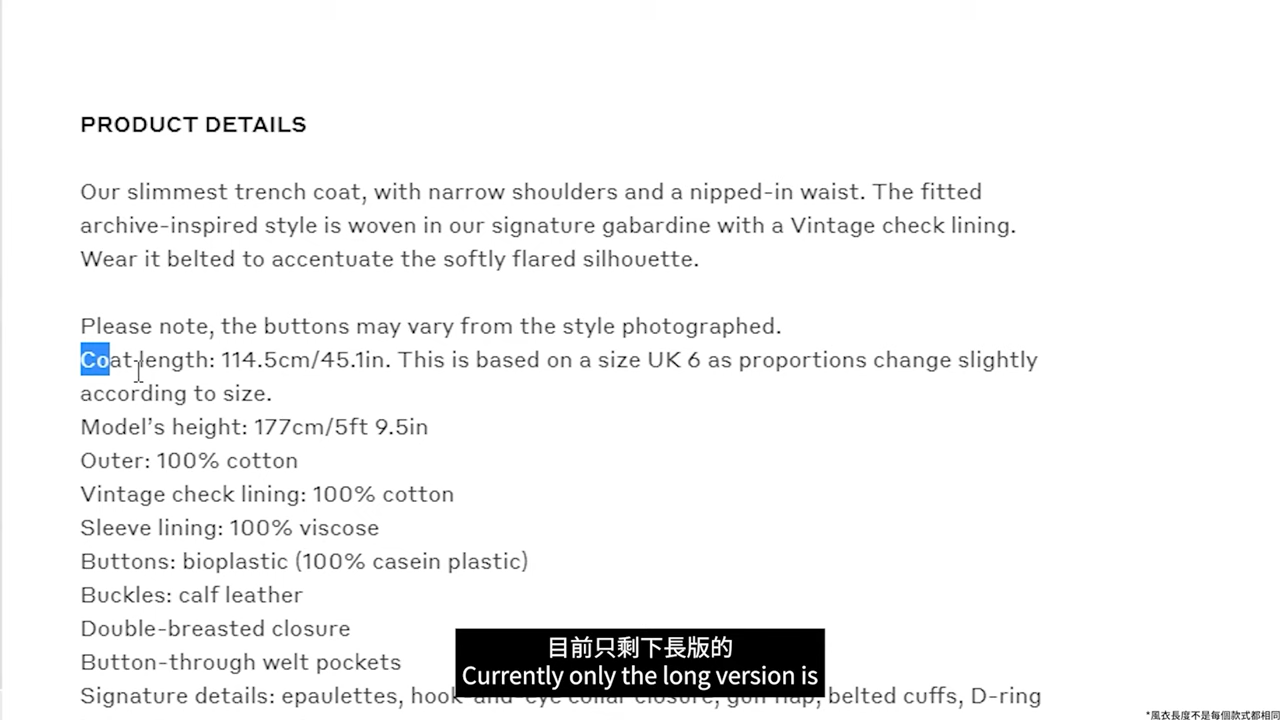 PRODUCT DETAILS
Our slimmest trench coat, with narrow shoulders and a nipped-in waist. The fitted
archive-inspired style is woven in our signature gabardine with a Vintage check lining.
Wear it belted to accentuate the softly flared silhouette.
Please note, the buttons may vary from the style photographed.
Coat length: 114.5cm/45.1in. This is based on a size UK 6 as proportions change slightly
according to size.
Model’s height: 177cm/5ft 9.5in
Outer: 100% cotton
Vintage check lining: 100% cotton
Sleeve lining: 100% viscose
Buttons: bioplastic (100% casein plastic)
Buckles: calf leather
Double-breasted closure
Button-through welt pockets
Signature details: epaulettes, hook-and-eye collar closure, gun flap, belted cuffs, D-ring
目前只剩下長版的
Currently only the long version is
*風衣長度不是每個款式都相同